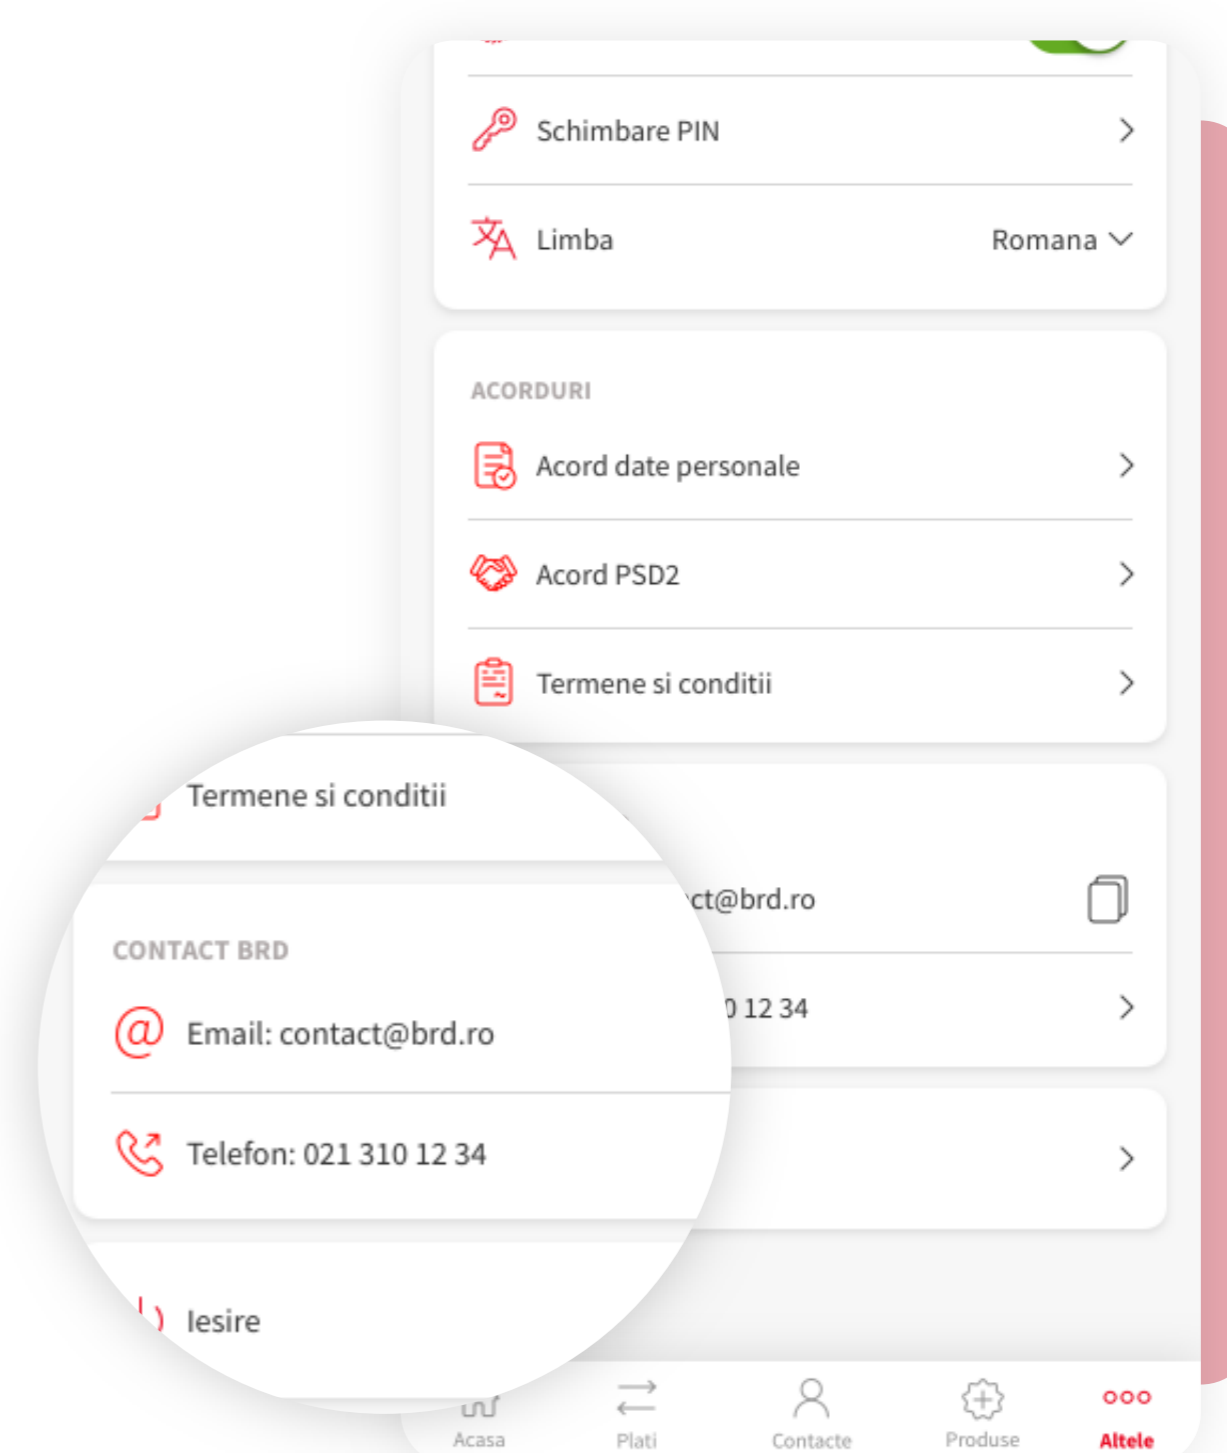 Schimbare PIN
Limba
Romana
ACORDURI
Acord date personale
Acord PSD2
Termene si conditii
Termene si conditii
ct@brd.ro
CONTACT BRD
Email: contact@brd.ro
0 12 34
Telefon: 021 310 12 34
Iesire
Acasa
Plati
Contacte
Produse
Altele